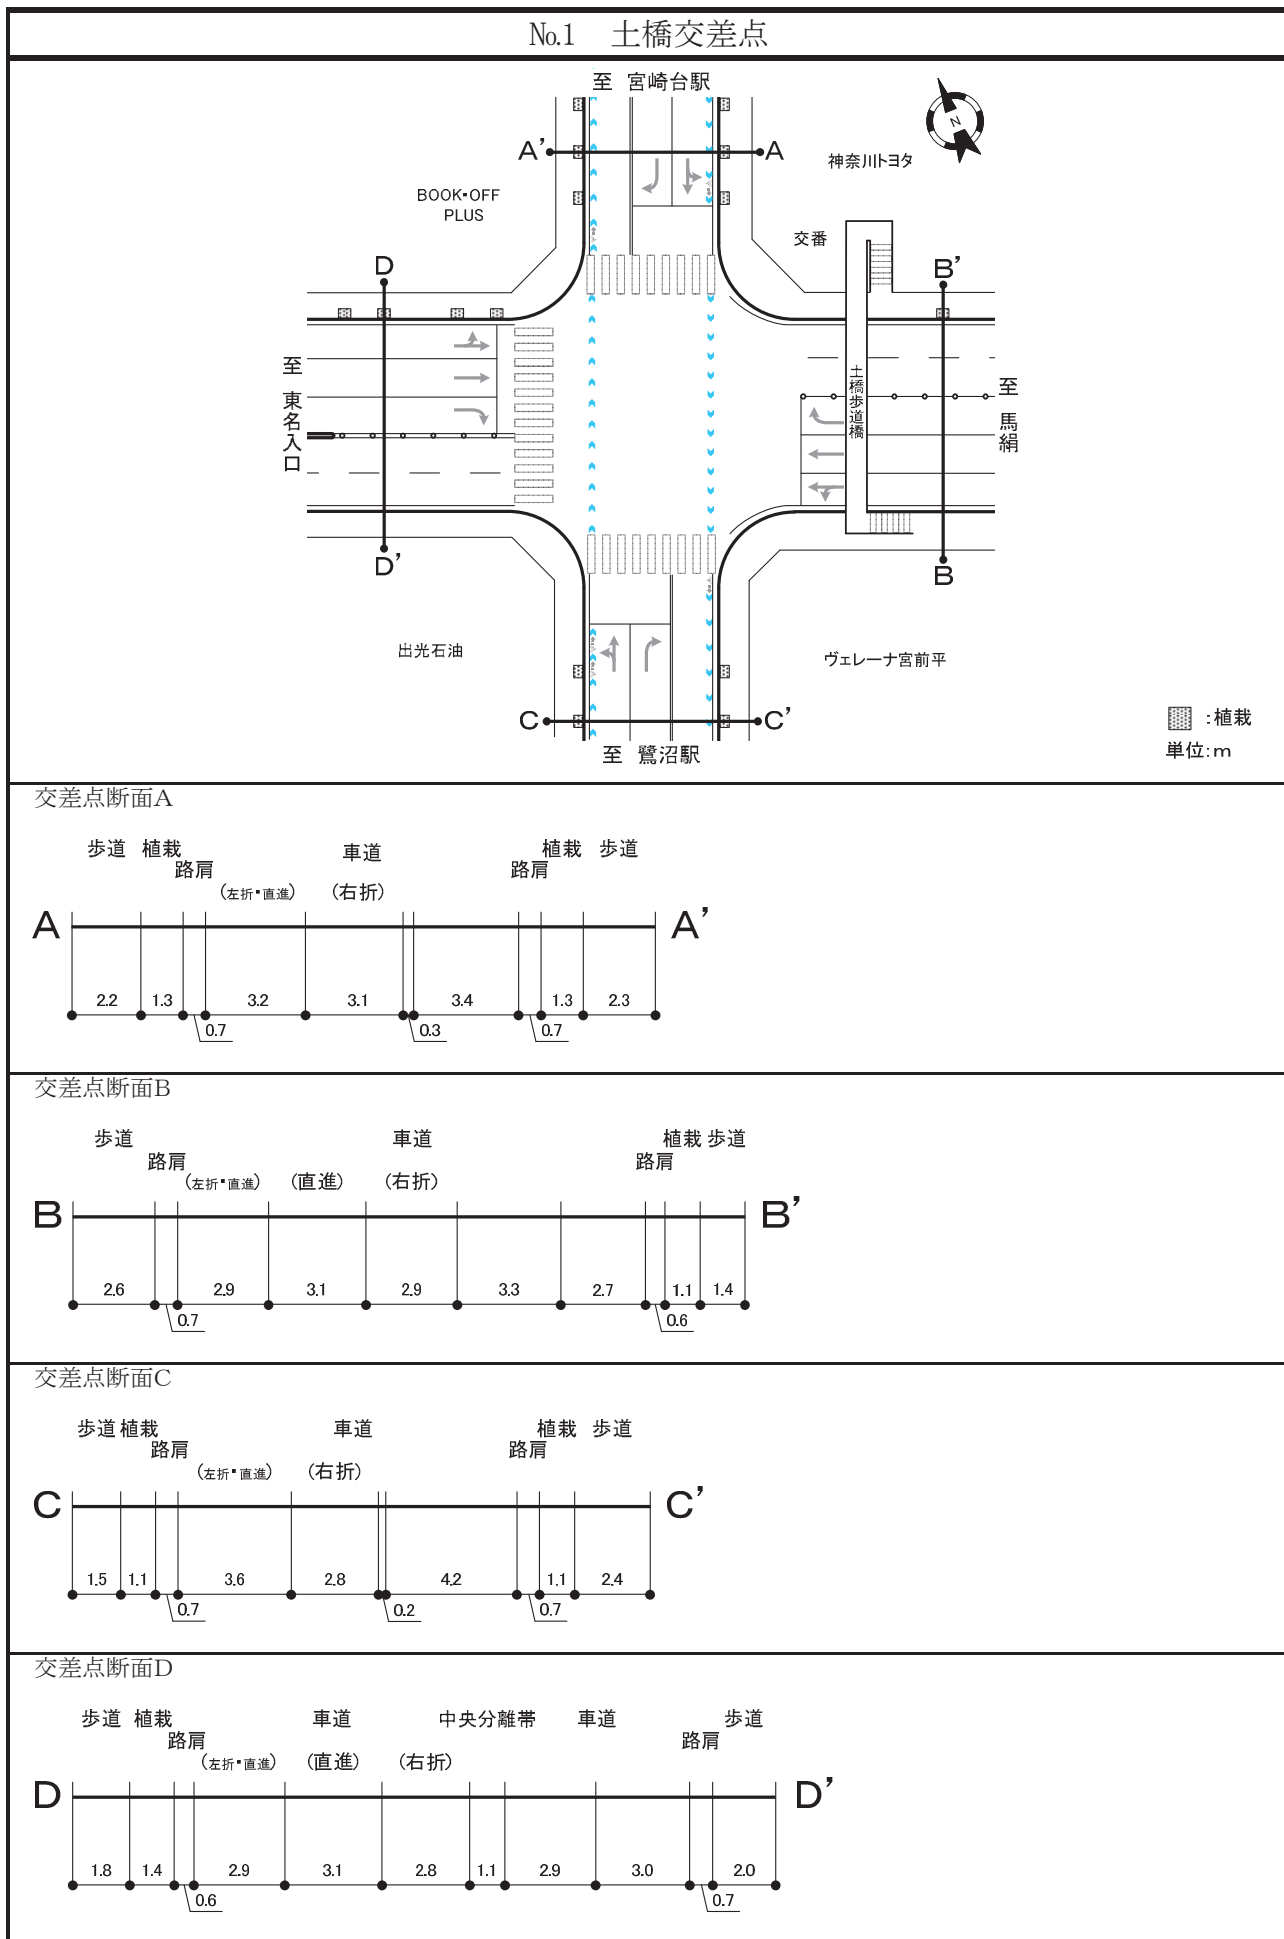 №1 土橋交差点
至 宮崎台駅
N
A’
A
神奈川トヨタ
BOOK・OFF
PLUS
交番
D
B’
至 東名入口
土橋歩道橋
至 馬絹
D’
B
出光石油
ヴェレーナ宮前平
C
C’
:植栽
至 鷺沼駅
単位:m
交差点断面A
歩道 植栽 車道 植栽 歩道
路肩 路肩
(左折・直進) (右折)
A A’
2.2 1.3 3.2 3.1 3.4 1.3 2.3
0.7 0.3 0.7
交差点断面B
歩道 車道 植栽 歩道
路肩 路肩
(左折・直進) (直進) (右折)
B B’
2.6 2.9 3.1 2.9 3.3 2.7 1.1 1.4
0.7 0.6
交差点断面C
歩道 植栽 車道 植栽 歩道
路肩 路肩
(左折・直進) (右折)
C C’
1.5 1.1 3.6 2.8 4.2 1.1 2.4
0.7 0.2 0.7
交差点断面D
歩道 植栽 車道 中央分離帯 車道 歩道
路肩 路肩
(左折・直進) (直進) (右折)
D D’
1.8 1.4 2.9 3.1 2.8 1.1 2.9 3.0 2.0
0.6 0.7